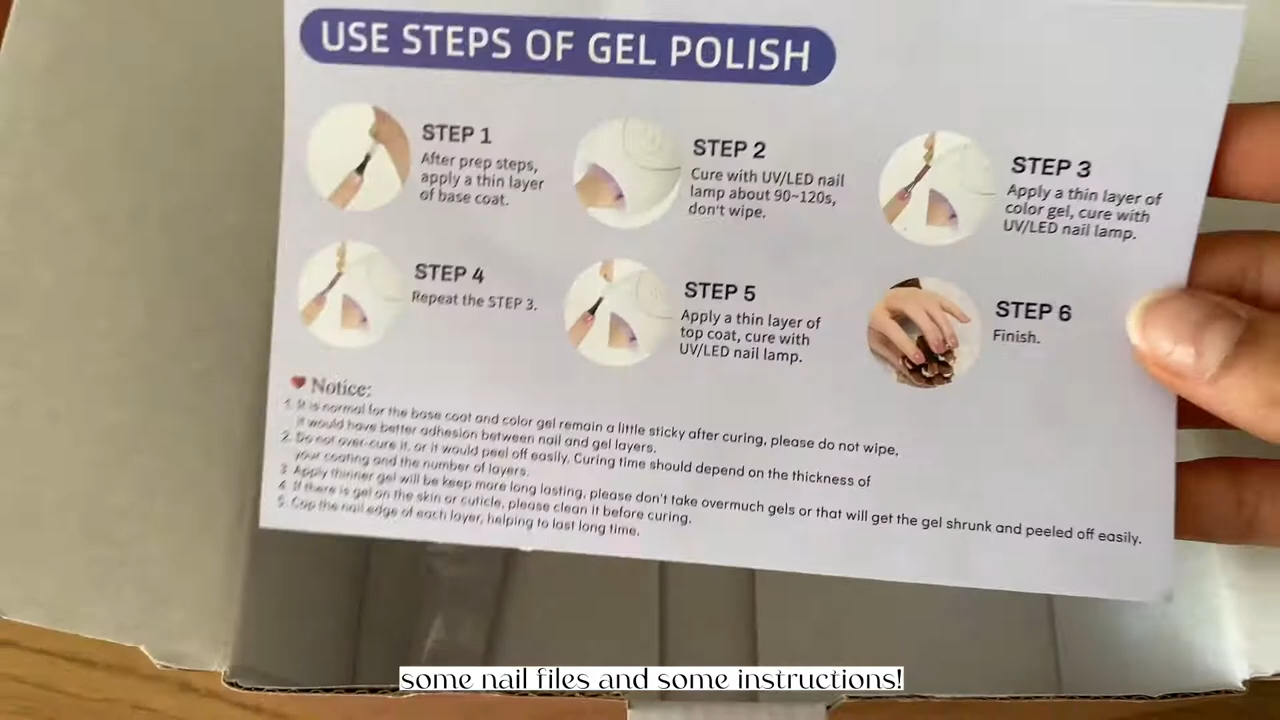 USE STEPS OF GEL POLISH
STEP 1
After prep steps,
apply a thin layer
of base coat.
STEP 2
Cure with UV/LED nail
lamp about 90~120s,
don't wipe.
STEP 3
Apply a thin layer of
color gel, cure with
UV/LED nail lamp.
STEP 4
Repeat the STEP 3.
STEP 5
Apply a thin layer of
top coat, cure with
UV/LED nail lamp.
STEP 6
Finish.
Notice:
1. It is normal for the base coat and color gel remain a little sticky after curing, please do not wipe,
it would have better adhesion between nail and gel layers.
2. Do not over-cure it, or it would peel off easily. Curing time should depend on the thickness of
your coating and the number of layers.
3. Apply thinner gel will be keep more long lasting, please don't take overmuch gels or that will get the gel shrunk and peeled off easily.
4. If there is gel on the skin or cuticle, please clean it before curing.
5. Cap the nail edge of each layer, helping to last long time.
some nail files and some instructions!